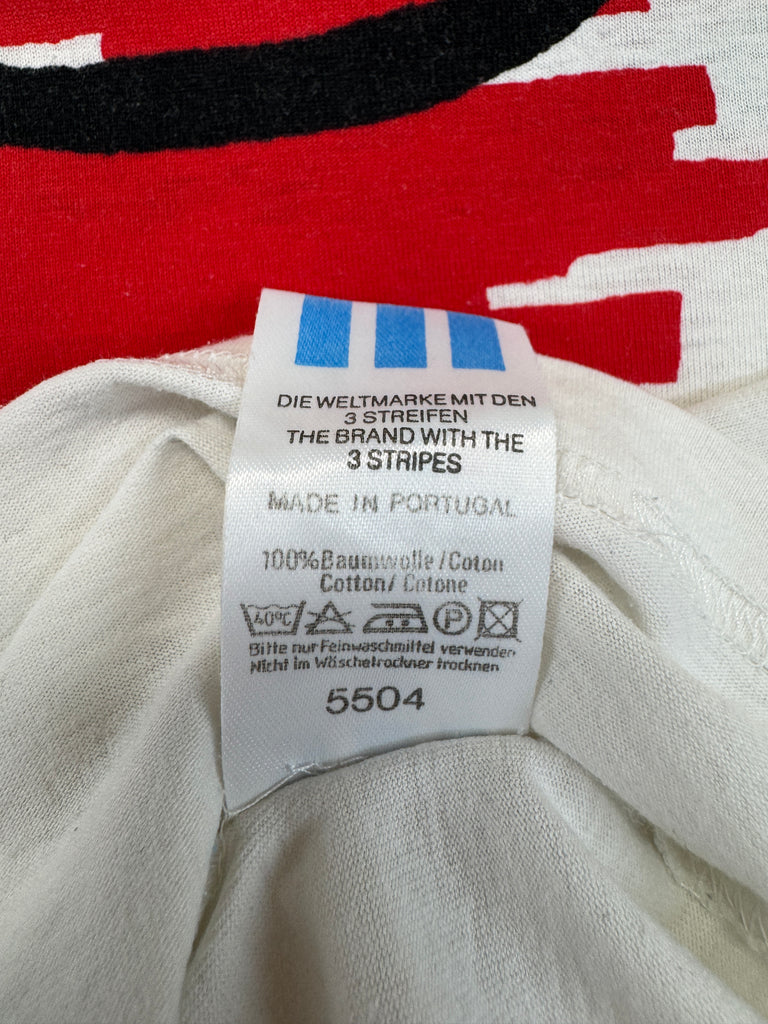 DIE WELTMARKE MIT DEN
3 STREIFEN
THE BRAND WITH THE
3 STRIPES
MADE IN PORTUGAL
100%Baumwolle/Coton
Cotton/Cotone
40°C P
Bitte nur Feinwaschmittel verwenden
Nicht im Wäschetrockner trocknen
5504